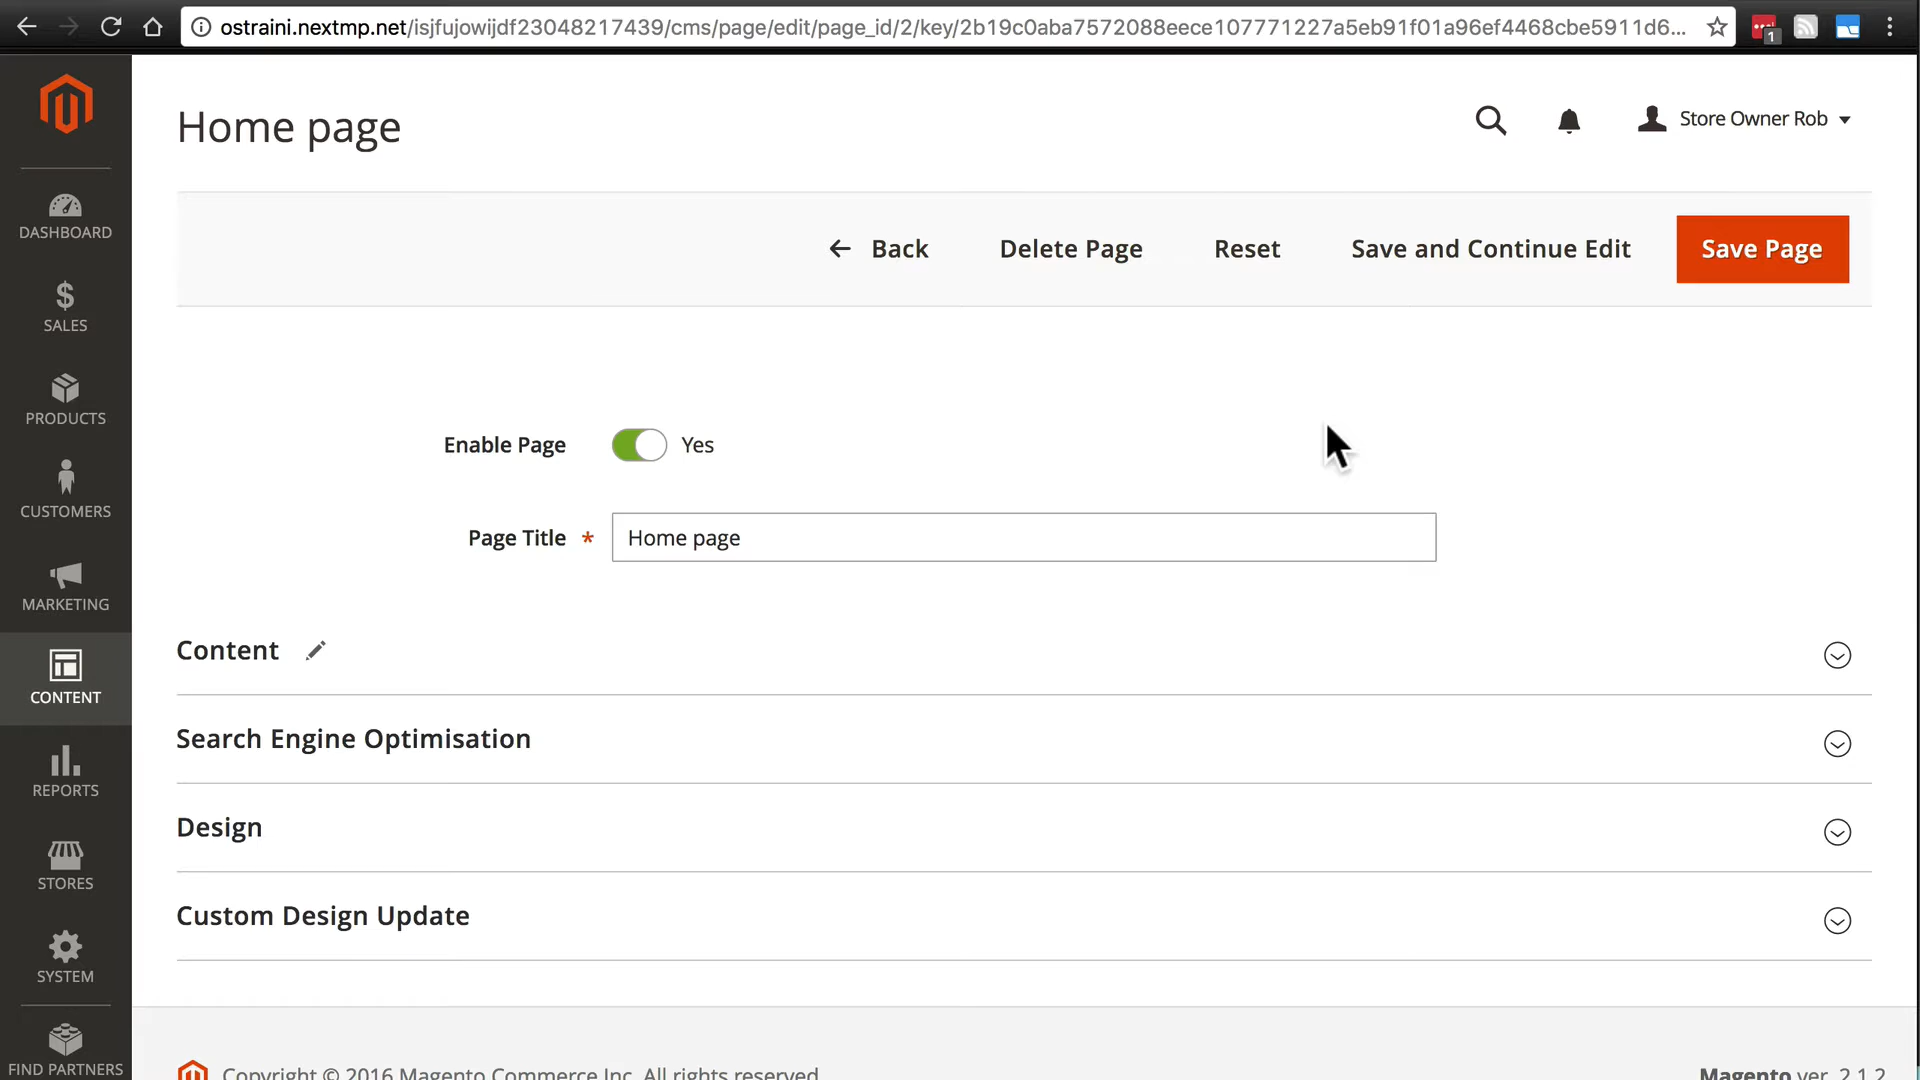 ostraini.nextmp.net/isjfujowijdf23048217439/cms/page/edit/page_id/2/key/2b19c0aba7572088eece107771227a5eb91f01a96ef4468cbe5911d6...
1
Home page
Store Owner Rob
Back
Delete Page
Reset
Save and Continue Edit
Save Page
DASHBOARD
SALES
PRODUCTS
CUSTOMERS
MARKETING
CONTENT
REPORTS
STORES
SYSTEM
FIND PARTNERS
Enable Page
Yes
Page Title *
Home page
Content
Search Engine Optimisation
Design
Custom Design Update
Copyright © 2016 Magento Commerce Inc. All rights reserved.
Magento ver. 2.1.2